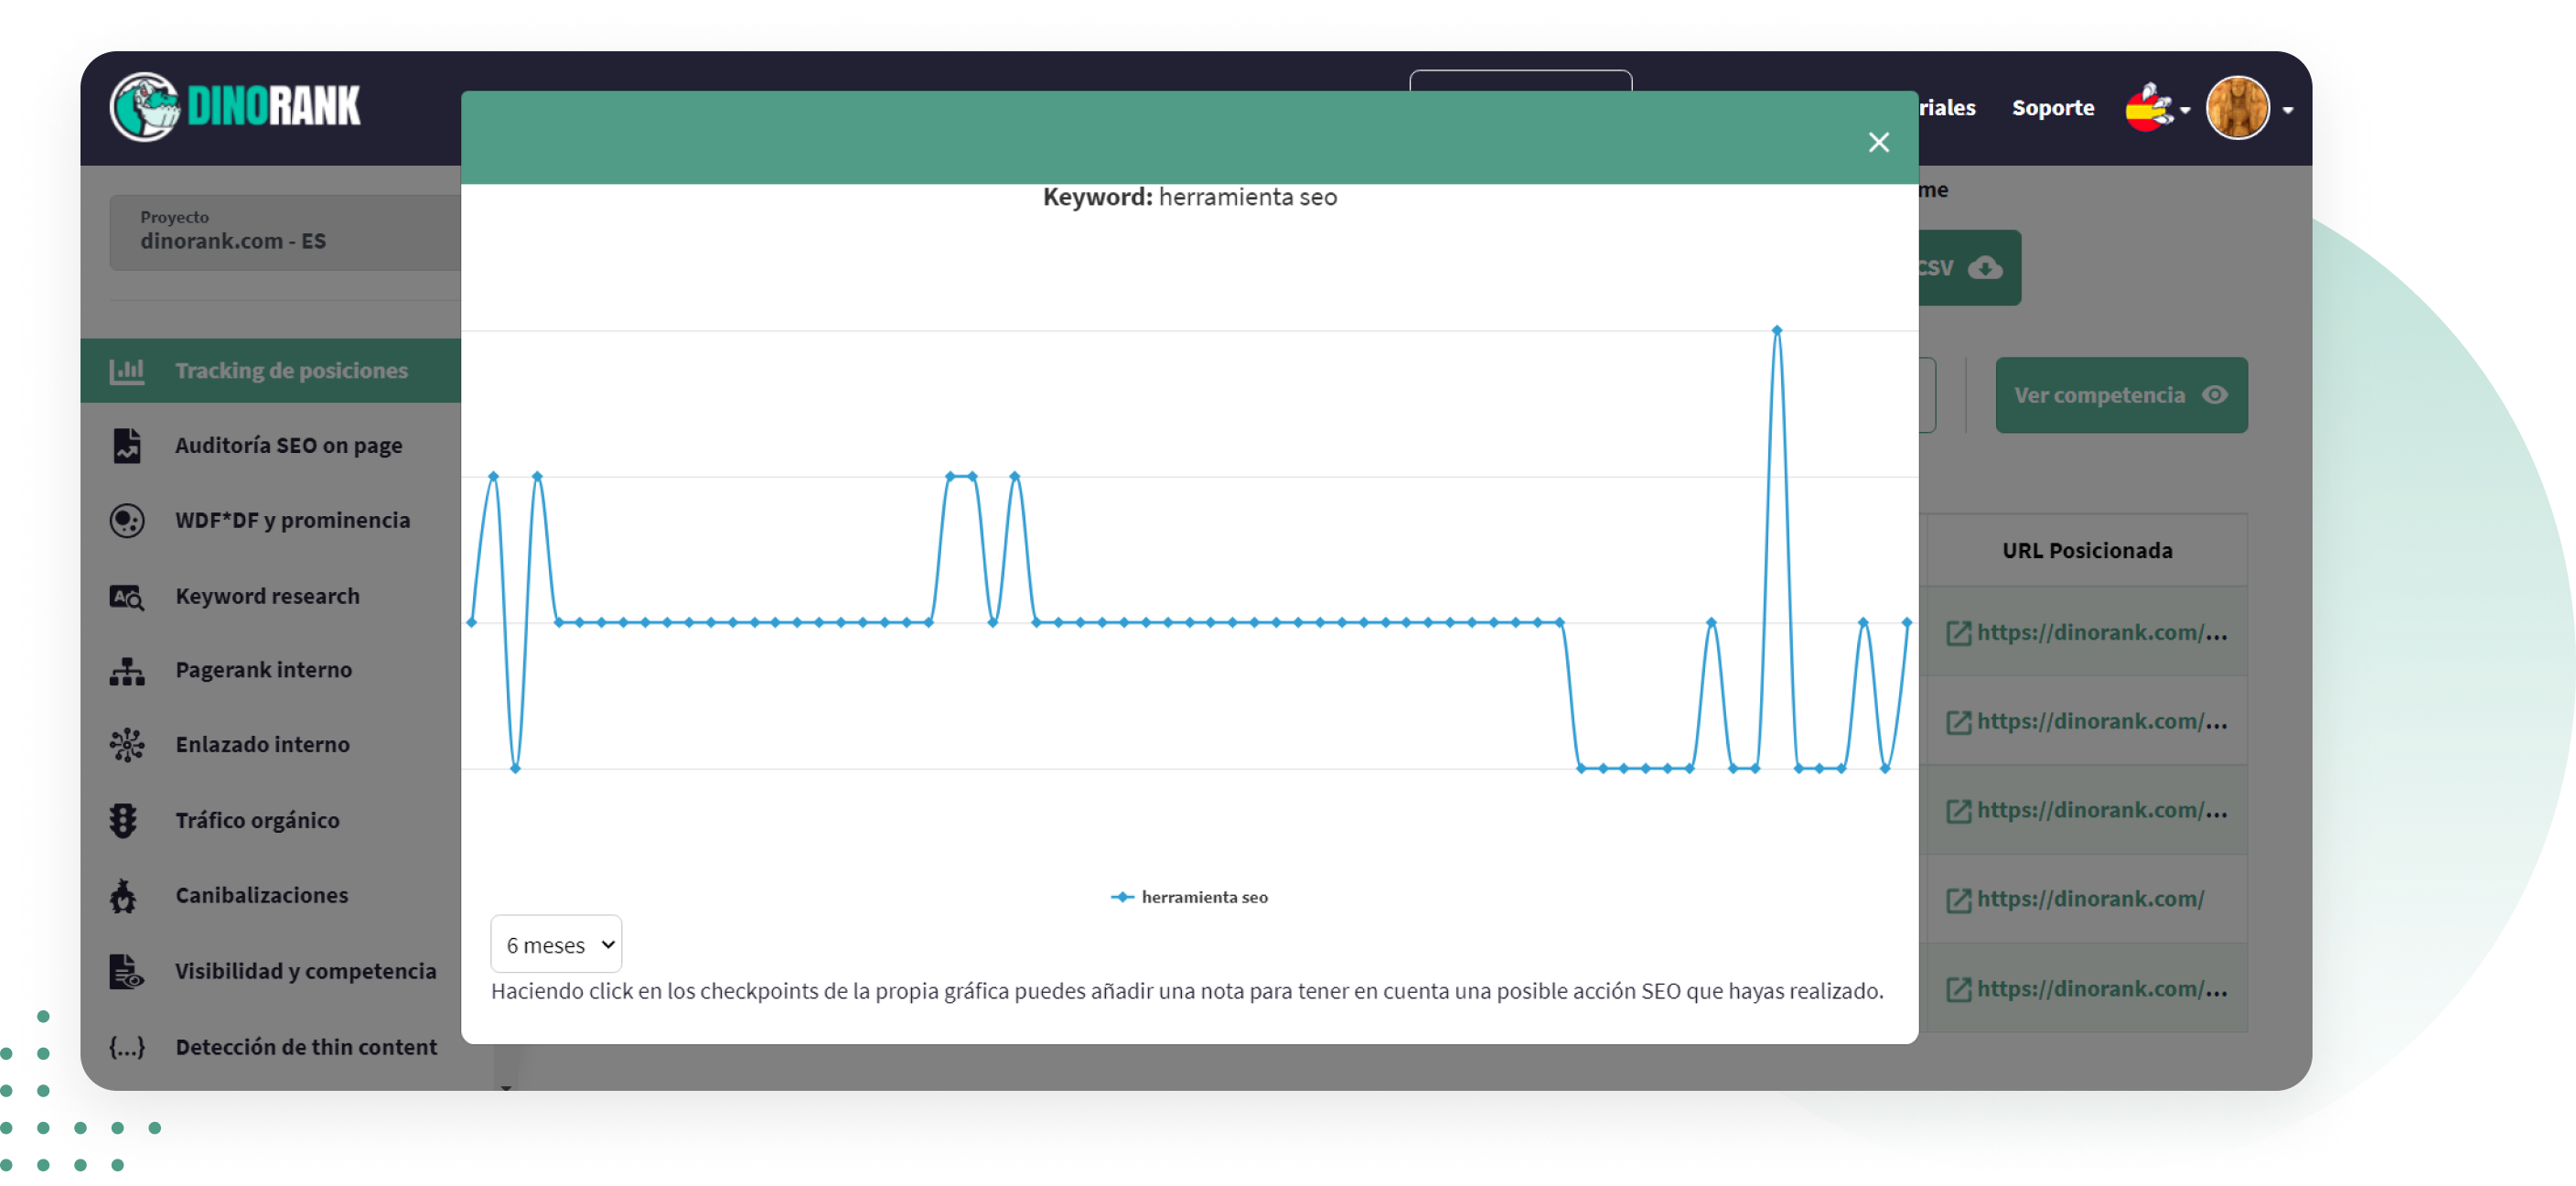 DINORANK
riales
Soporte
Proyecto
dinorank.com - ES
Tracking de posiciones
Auditoría SEO on page
WDF*DF y prominencia
Keyword research
Pagerank interno
Enlazado interno
Tráfico orgánico
Canibalizaciones
Visibilidad y competencia
{...} Detección de thin content
Keyword: herramienta seo
herramienta seo
6 meses
Haciendo click en los checkpoints de la propia gráfica puedes añadir una nota para tener en cuenta una posible acción SEO que hayas realizado.
me
CSV
Ver competencia
URL Posicionada
https://dinorank.com/...
https://dinorank.com/...
https://dinorank.com/...
https://dinorank.com/
https://dinorank.com/...